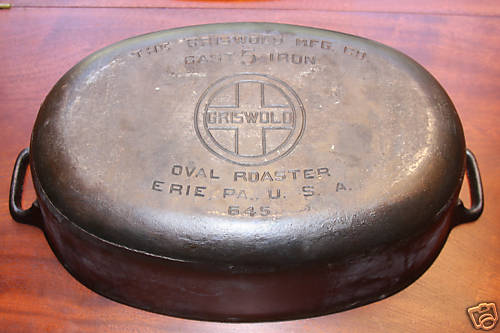 THE GRISWOLD MFG. CO.
CAST 5 IRON
GRISWOLD
OVAL ROASTER
ERIE, PA., U. S. A.
645